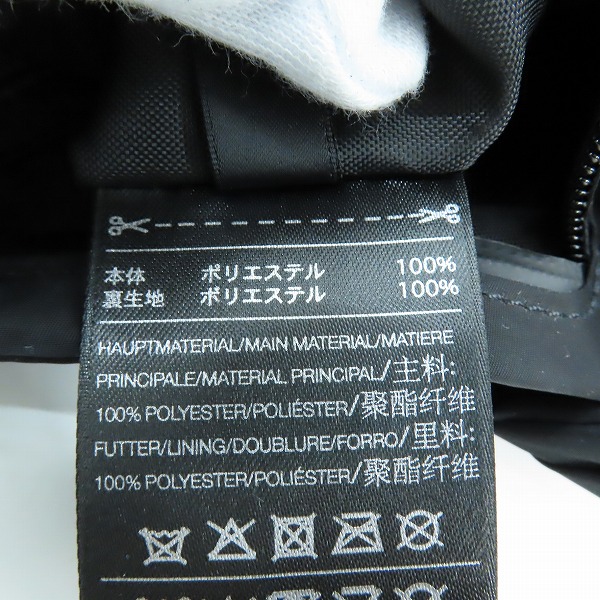 本体 ポリエステル 100%
裏生地 ポリエステル 100%
HAUPTMATERIAL/MAIN MATERIAL/MATIERE
PRINCIPALE/MATERIAL PRINCIPAL/主料:
100% POLYESTER/POLIÉSTER/聚酯纤维
FUTTER/LINING/DOUBLURE/FORRO/里料:
100% POLYESTER/POLIÉSTER/聚酯纤维